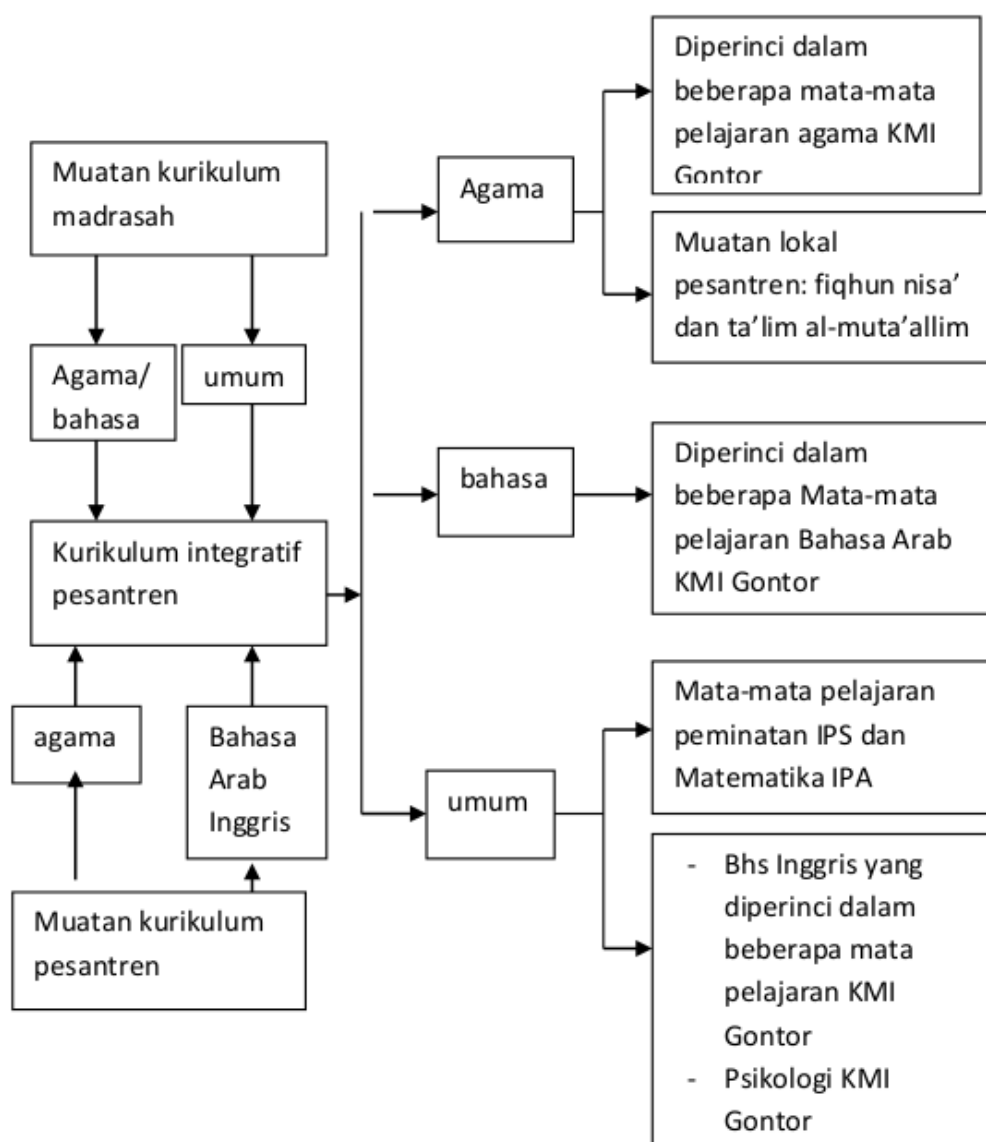 Muatan kurikulum
madrasah
Agama/
bahasa
umum
Kurikulum integratif
pesantren
agama
Bahasa
Arab
Inggris
Muatan kurikulum
pesantren
Agama
Diperinci dalam
beberapa mata-mata
pelajaran agama KMI
Gontor
Muatan lokal
pesantren: fiqhun nisa’
dan ta’lim al-muta’allim
bahasa
Diperinci dalam
beberapa Mata-mata
pelajaran Bahasa Arab
KMI Gontor
umum
Mata-mata pelajaran
peminatan IPS dan
Matematika IPA
- Bhs Inggris yang
diperinci dalam
beberapa mata
pelajaran KMI
Gontor
- Psikologi KMI
Gontor